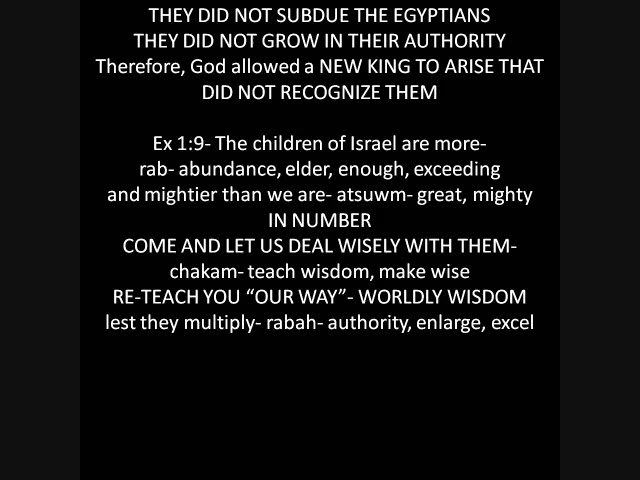 THEY DID NOT SUBDUE THE EGYPTIANS
THEY DID NOT GROW IN THEIR AUTHORITY
Therefore, God allowed a NEW KING TO ARISE THAT
DID NOT RECOGNIZE THEM
Ex 1:9- The children of Israel are more-
rab- abundance, elder, enough, exceeding
and mightier than we are- atsuwm- great, mighty
IN NUMBER
COME AND LET US DEAL WISELY WITH THEM-
chakam- teach wisdom, make wise
RE-TEACH YOU “OUR WAY”- WORLDLY WISDOM
lest they multiply- rabah- authority, enlarge, excel